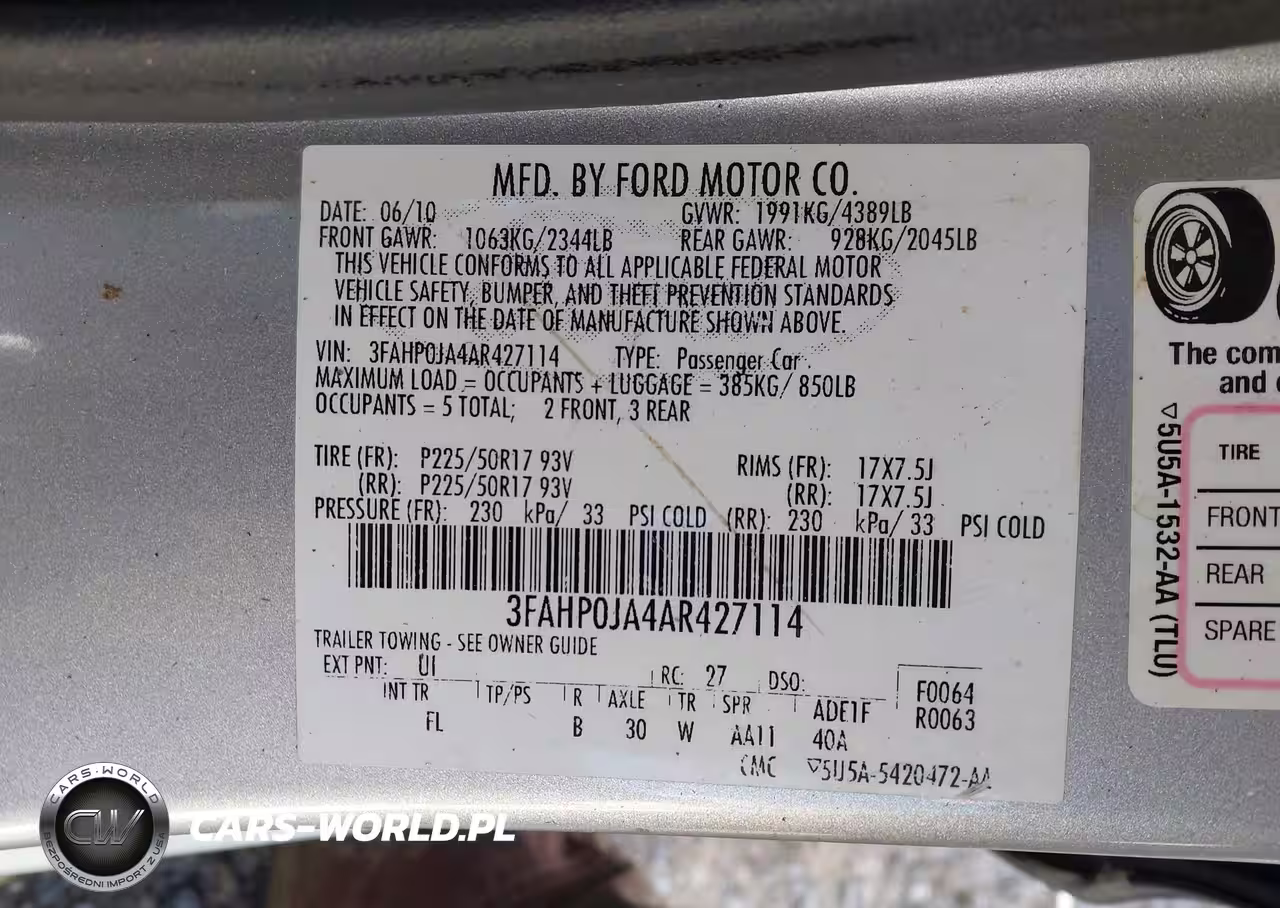 MFD. BY FORD MOTOR CO.
DATE: 06/10 GVWR: 1991KG/4389LB
FRONT GAWR: 1063KG/2344LB REAR GAWR: 928KG/2045LB
THIS VEHICLE CONFORMS TO ALL APPLICABLE FEDERAL MOTOR
VEHICLE SAFETY, BUMPER, AND THEFT PREVENTION STANDARDS
IN EFFECT ON THE DATE OF MANUFACTURE SHOWN ABOVE.
VIN: 3FAHP0JA4AR427114 TYPE: Passenger Car
MAXIMUM LOAD = OCCUPANTS + LUGGAGE = 385KG/ 850LB
OCCUPANTS = 5 TOTAL; 2 FRONT, 3 REAR
TIRE (FR): P225/50R17 93V RIMS (FR): 17X7.5J
(RR): P225/50R17 93V (RR): 17X7.5J
PRESSURE (FR): 230 kPa/ 33 PSI COLD (RR): 230 kPa/ 33 PSI COLD
3FAHP0JA4AR427114
TRAILER TOWING - SEE OWNER GUIDE
EXT PNT: UI RC: 27 DSO:
INT TR TP/PS R AXLE TR SPR ADE1F
FL B 30 W AA11 40A
F0064
R0063
CMC ▽5U5A-5420472-AA
The com
and
▽5U5A-1532-AA (TLU)
TIRE
FRONT
REAR
SPARE
CARS-WORLD
CW
BEZPOŚREDNI IMPORT Z USA
CARS-WORLD.PL